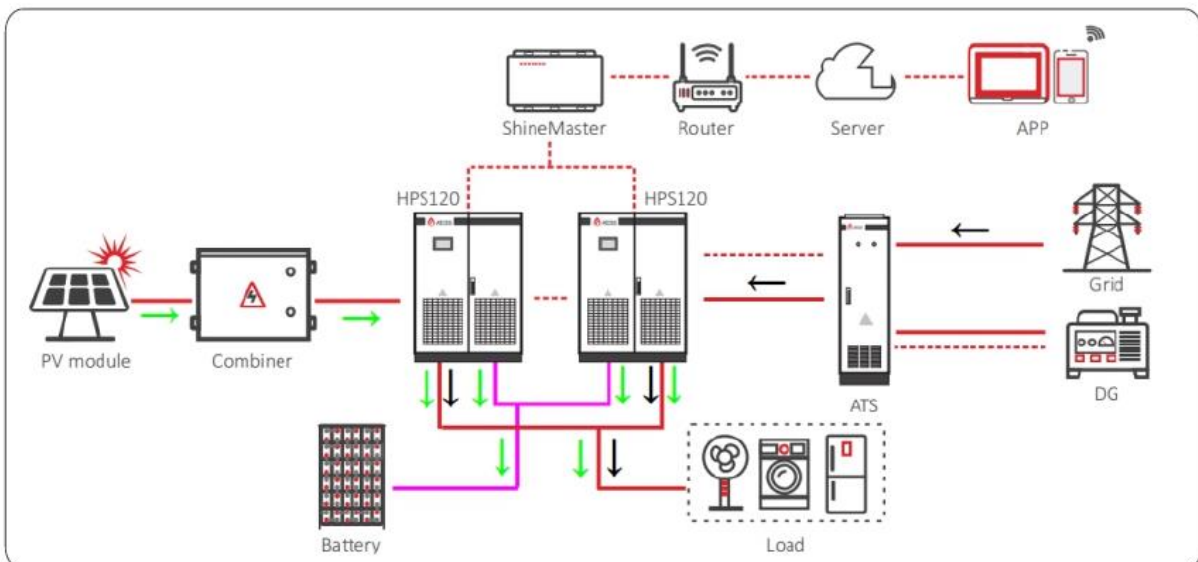 ShineMaster
Router
Server
APP
HPS120
HPS120
Grid
PV module
Combiner
ATS
DG
Battery
Load